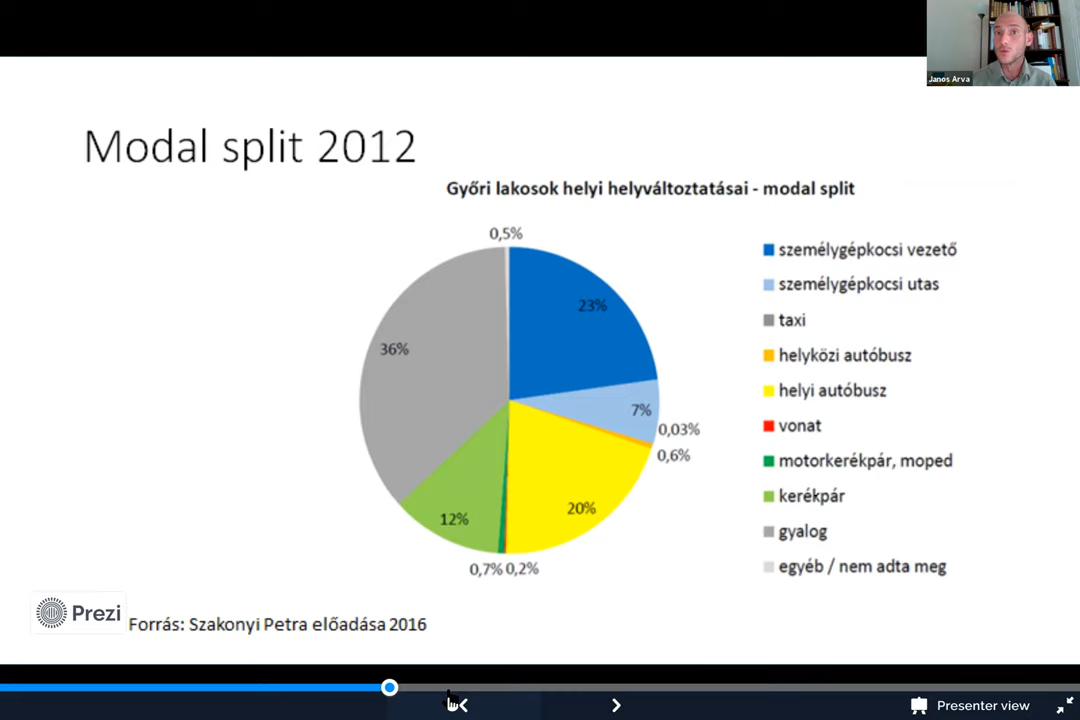 Janos Arva
Modal split 2012
Győri lakosok helyi helyváltoztatásai - modal split
0,5%
23%
36%
7%
0,03%
0,6%
20%
12%
0,7% 0,2%
személygépkocsi vezető
személygépkocsi utas
taxi
helyközi autóbusz
helyi autóbusz
vonat
motorkerékpár, moped
kerékpár
gyalog
egyéb / nem adta meg
Prezi
Forrás: Szakonyi Petra előadása 2016
Presenter view